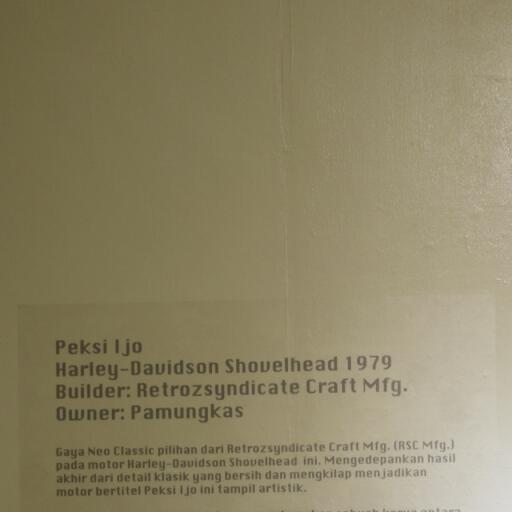 Peksi Ijo
Harley-Davidson Shovelhead 1979
Builder: Retrozsyndicate Craft Mfg.
Owner: Pamungkas
Gaya Neo Classic pilihan dari Retrozsyndicate Craft Mfg. (RSC Mfg.)
pada motor Harley-Davidson Shovelhead ini. Mengedepankan hasil
akhir dari detail klasik yang bersih dan mengkilap menjadikan
motor bertitel Peksi Ijo ini tampil artistik.